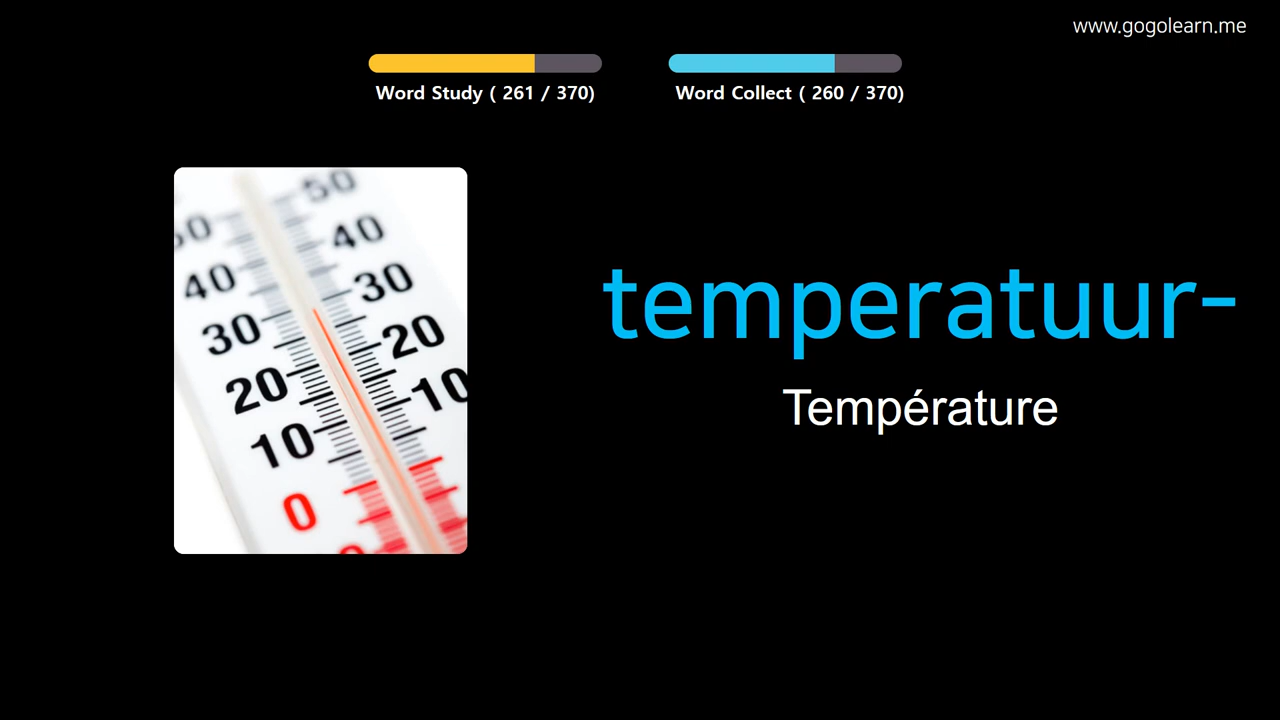 www.gogolearn.me
Word Study ( 261 / 370)
Word Collect ( 260 / 370)
50
40
40
30
30
20
20
10
10
0
temperatuur-
Température